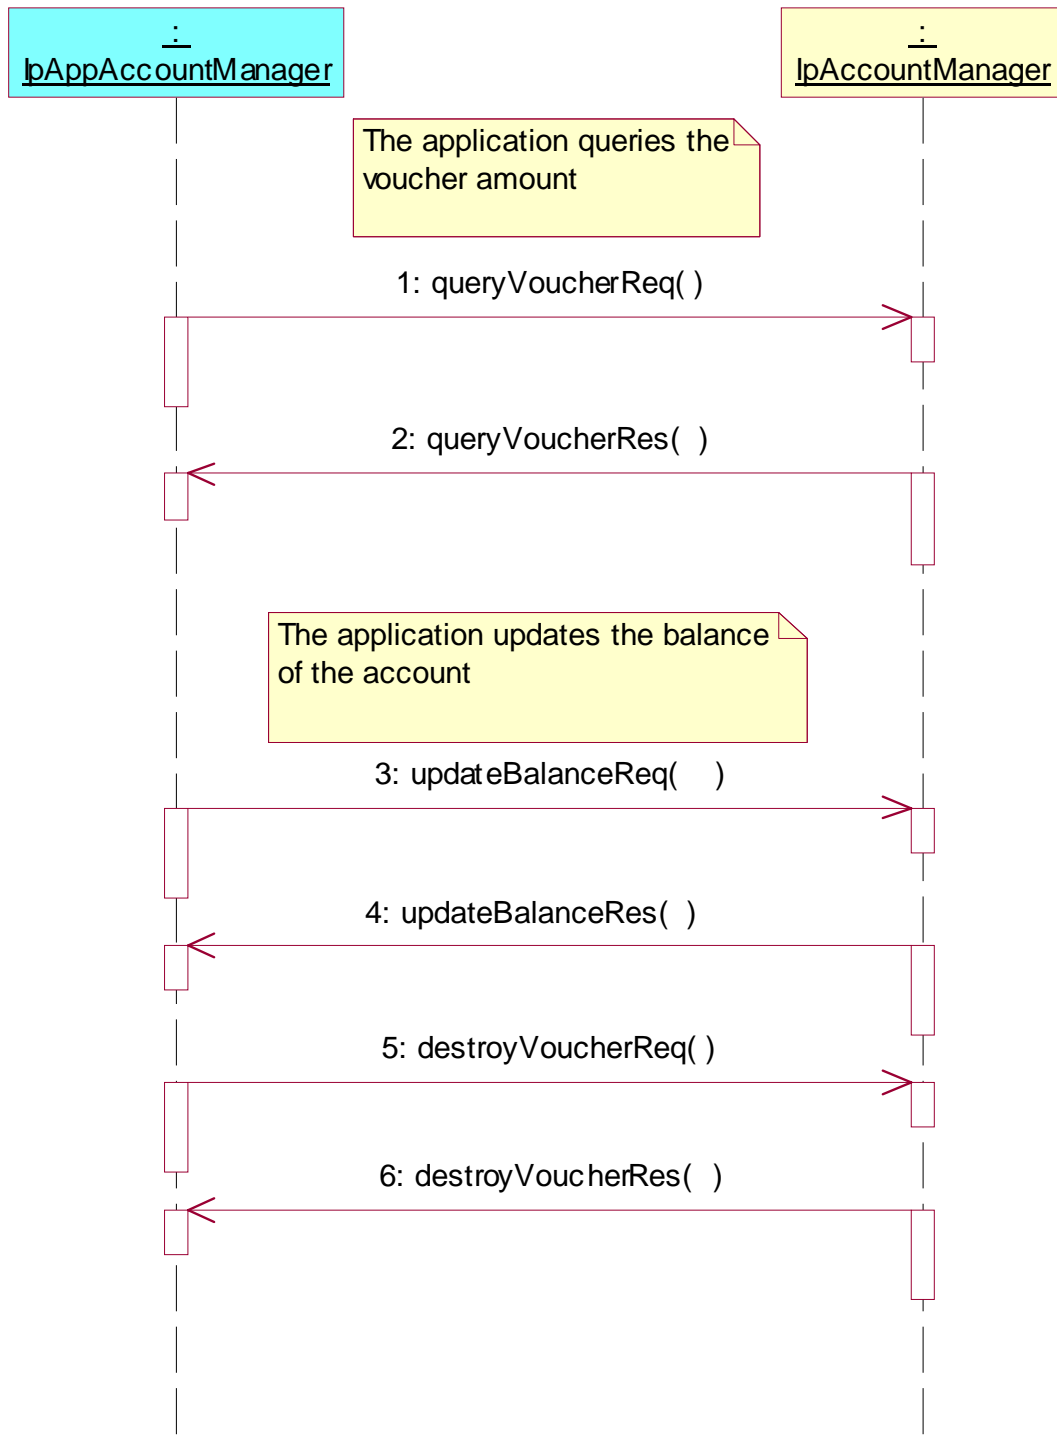 :
IpAppAccountManager
:
IpAccountManager
The application queries the
voucher amount
1: queryVoucherReq( )
2: queryVoucherRes( )
The application updates the balance
of the account
3: updateBalanceReq( )
4: updateBalanceRes( )
5: destroyVoucherReq( )
6: destroyVoucherRes( )